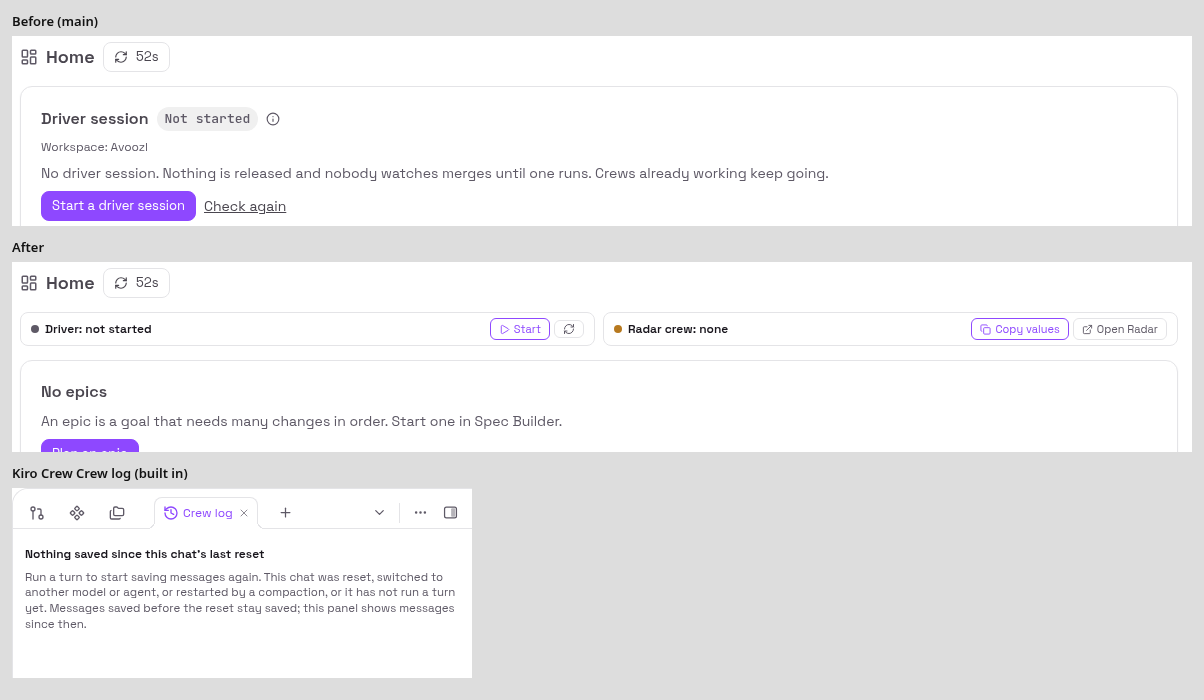 Before (main)
Home
52s
Driver session
Not started
Workspace: Avoozl
No driver session. Nothing is released and nobody watches merges until one runs. Crews already working keep going.
Start a driver session
Check again
After
Home
52s
Driver: not started
Start
Radar crew: none
Copy values
Open Radar
No epics
An epic is a goal that needs many changes in order. Start one in Spec Builder.
Plan an epic
Kiro Crew Crew log (built in)
Crew log
Nothing saved since this chat's last reset
Run a turn to start saving messages again. This chat was reset, switched to
another model or agent, or restarted by a compaction, or it has not run a turn
yet. Messages saved before the reset stay saved; this panel shows messages
since then.